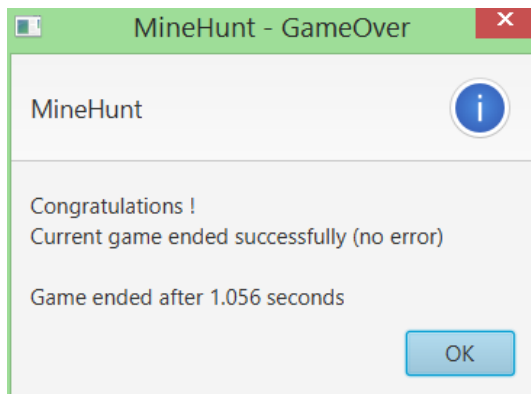 MineHunt - GameOver
MineHunt
Congratulations !
Current game ended successfully (no error)
Game ended after 1.056 seconds
OK